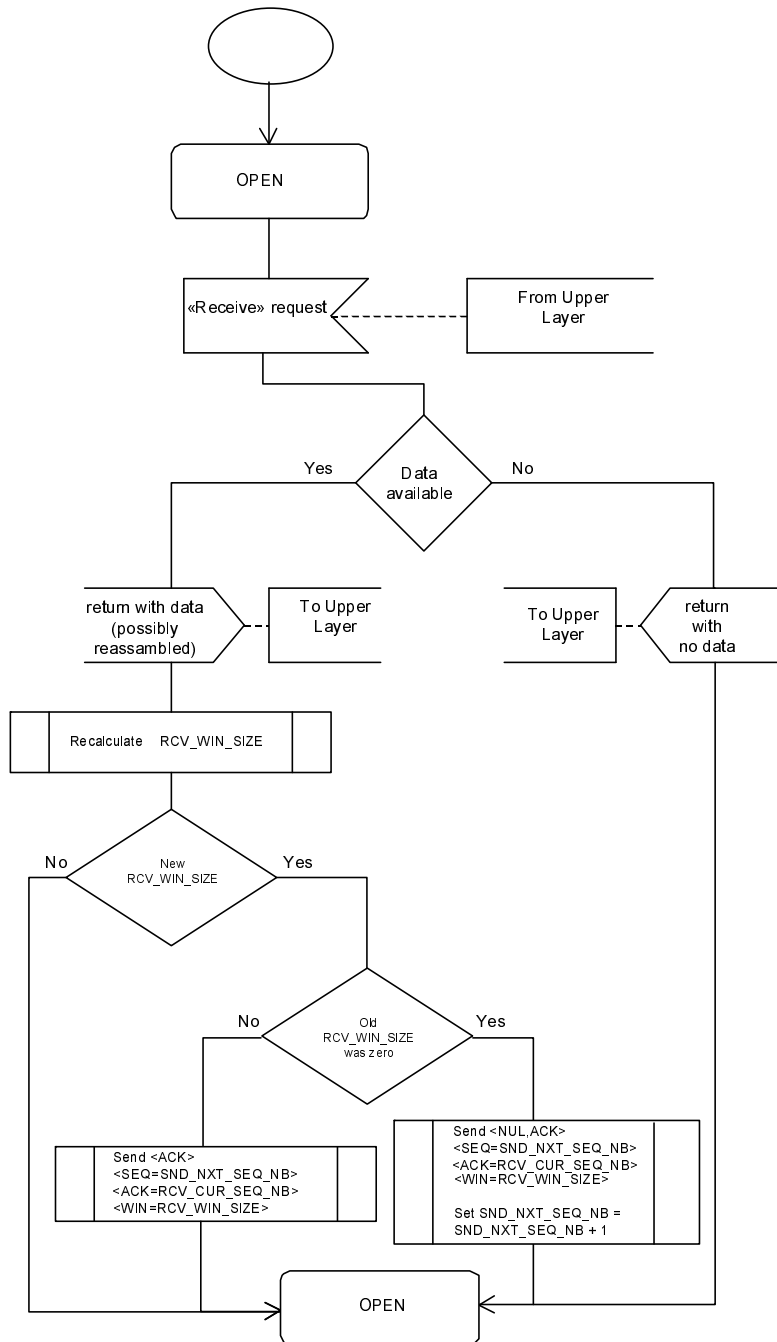 OPEN
«Receive» request
From Upper
Layer
Yes
Data
available
No
return with data
(possibly
reassambled)
To Upper
Layer
To Upper
Layer
return
with
no data
Recalculate RCV_WIN_SIZE
No
New
RCV_WIN_SIZE
Yes
No
Old
RCV_WIN_SIZE
was zero
Yes
Send <ACK>
<SEQ=SND_NXT_SEQ_NB>
<ACK=RCV_CUR_SEQ_NB>
<WIN=RCV_WIN_SIZE>
Send <NUL,ACK>
<SEQ=SND_NXT_SEQ_NB>
<ACK=RCV_CUR_SEQ_NB>
<WIN=RCV_WIN_SIZE>
Set SND_NXT_SEQ_NB =
SND_NXT_SEQ_NB + 1
OPEN